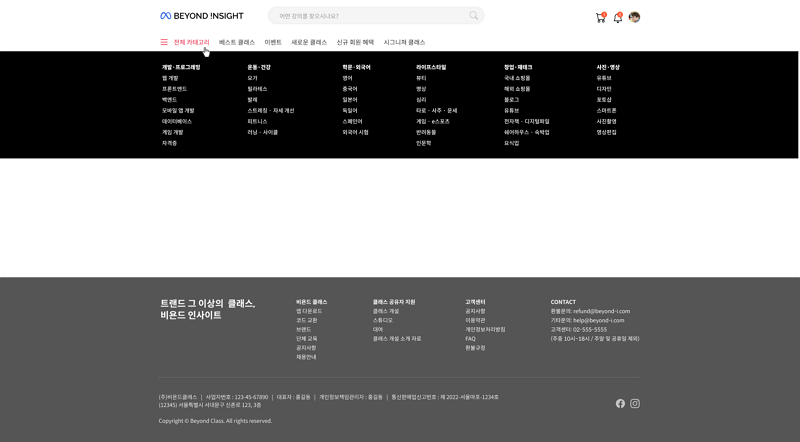 BEYOND !NSIGHT
어떤 강의를 찾으시나요?
전체 카테고리 베스트 클래스 이벤트 새로운 클래스 신규 회원 혜택 시그니처 클래스
개발·프로그래밍
웹 개발
프론트엔드
백엔드
모바일 앱 개발
데이터베이스
게임 개발
자격증
운동·건강
요가
필라테스
발레
스트레칭 · 자세 개선
피트니스
러닝 · 사이클
학문·외국어
영어
중국어
일본어
독일어
스페인어
외국어 시험
라이프스타일
뷰티
명상
심리
타로 · 사주 · 운세
게임 · e스포츠
반려동물
인문학
창업·재테크
국내 쇼핑몰
해외 쇼핑몰
블로그
유튜브
전자책 · 디지털파일
쉐어하우스 · 숙박업
요식업
사진·영상
유튜브
디자인
포토샵
스마트폰
사진촬영
영상편집
트랜드 그 이상의 클래스,
비욘드 인사이트
비욘드 클래스
앱 다운로드
코드 교환
브랜드
단체 교육
공지사항
채용안내
클래스 공유자 지원
클래스 개설
스튜디오
대여
클래스 개설 소개 자료
고객센터
공지사항
이용약관
개인정보처리방침
FAQ
환불규정
CONTACT
환불문의: refund@beyond-i.com
기타문의: help@beyond-i.com
고객센터: 02-555-5555
(주중 10시~18시 / 주말 및 공휴일 제외)
(주)비욘드클래스 | 사업자번호 : 123-45-67890 | 대표자 : 홍길동 | 개인정보책임관리자 : 홍길동 | 통신판매업신고번호 : 제 2022-서울마포-1234호
(12345) 서울특별시 서대문구 신촌로 123, 3층
Copyright © Beyond Class. All rights reserved.